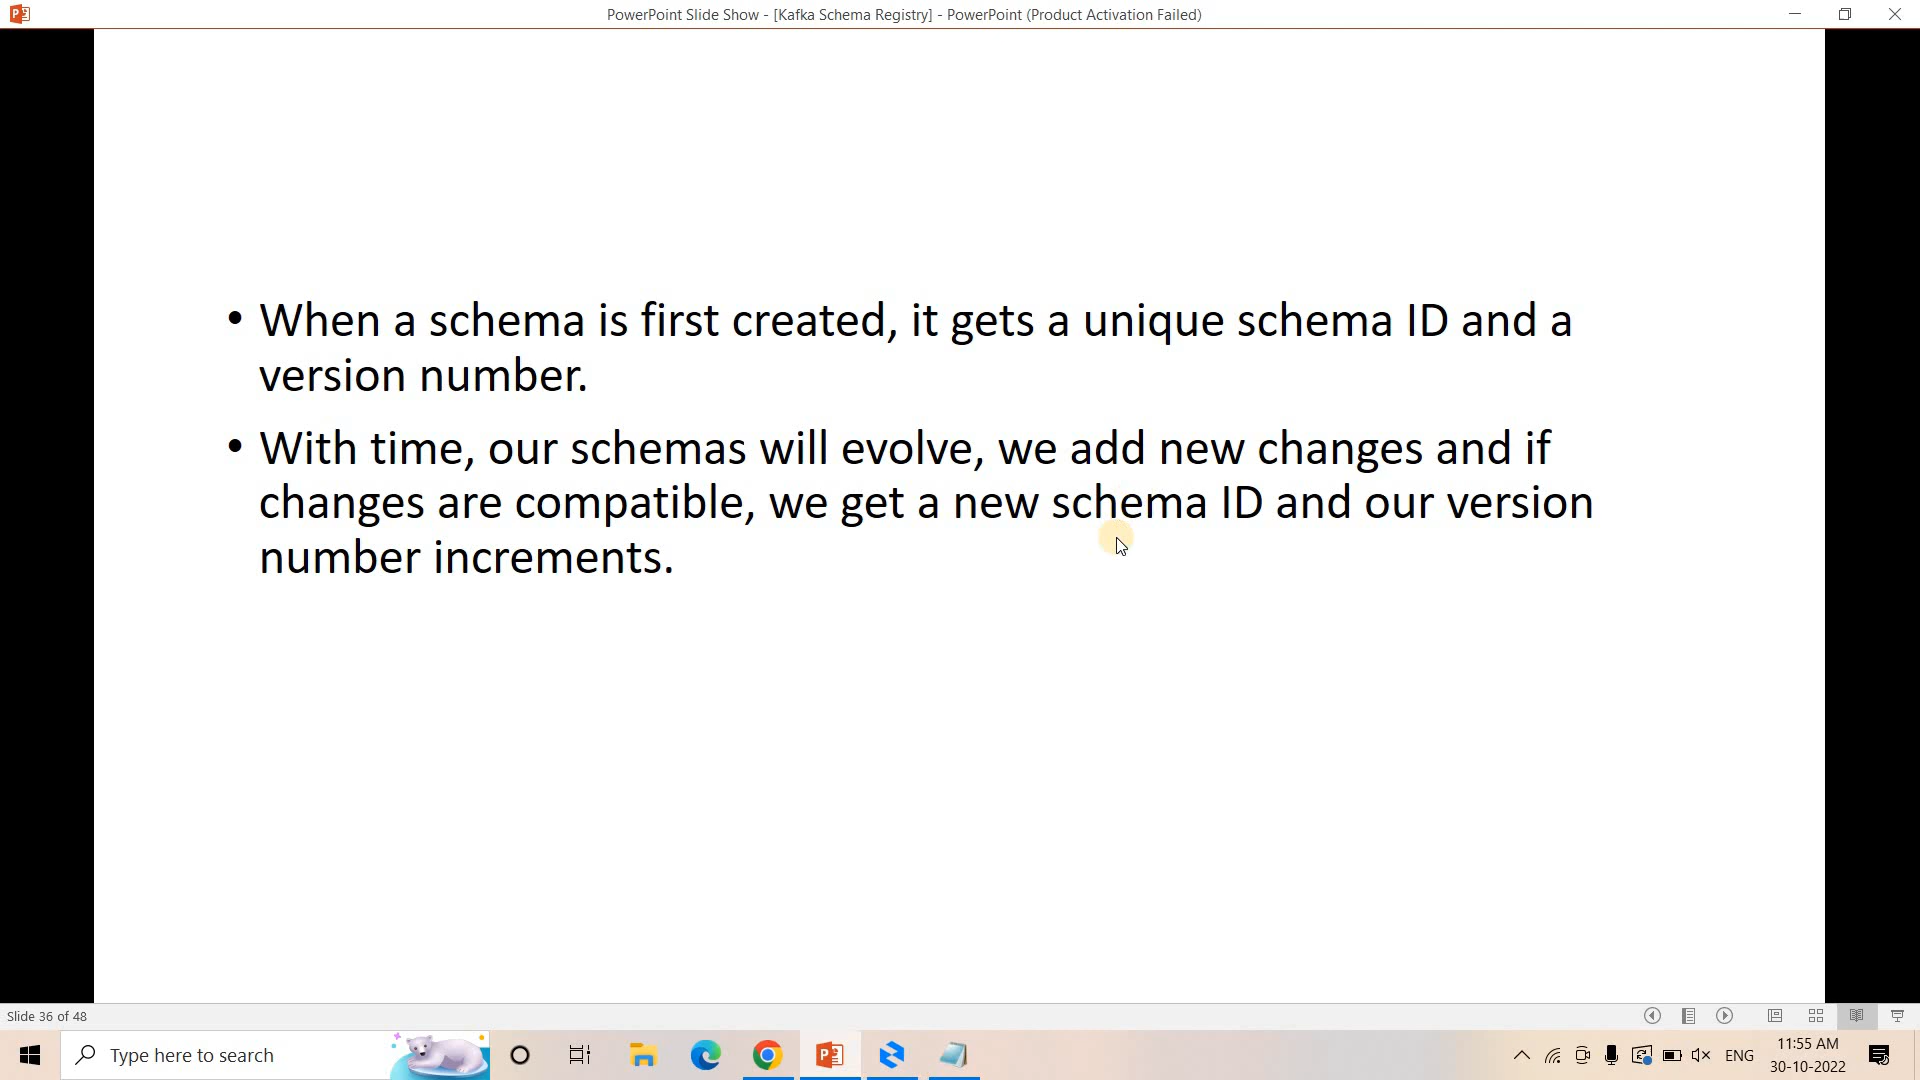 PowerPoint Slide Show - [Kafka Schema Registry] - PowerPoint (Product Activation Failed)
• When a schema is first created, it gets a unique schema ID and a
version number.
• With time, our schemas will evolve, we add new changes and if
changes are compatible, we get a new schema ID and our version
number increments.
Slide 36 of 48
Type here to search
ENG
11:55 AM
30-10-2022